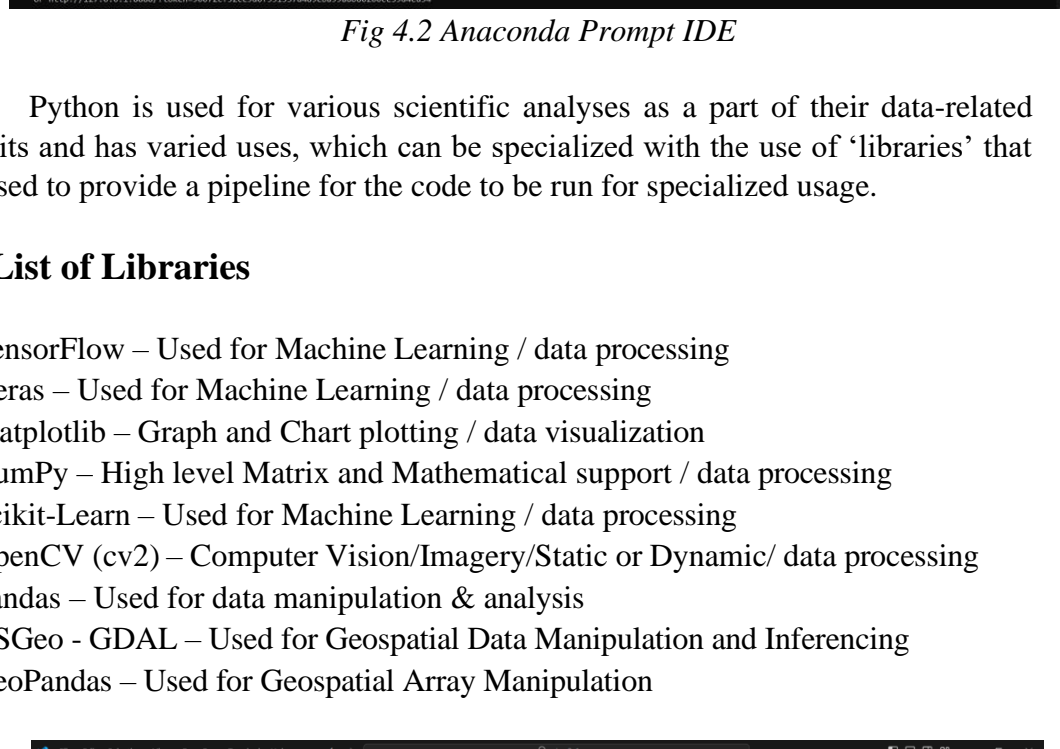 Fig 4.2 Anaconda Prompt IDE
Python is used for various scientific analyses as a part of their data-related
its and has varied uses, which can be specialized with the use of ‘libraries’ that
sed to provide a pipeline for the code to be run for specialized usage.
List of Libraries
ensorFlow – Used for Machine Learning / data processing
eras – Used for Machine Learning / data processing
atplotlib – Graph and Chart plotting / data visualization
umPy – High level Matrix and Mathematical support / data processing
cikit-Learn – Used for Machine Learning / data processing
penCV (cv2) – Computer Vision/Imagery/Static or Dynamic/ data processing
andas – Used for data manipulation & analysis
SGeo - GDAL – Used for Geospatial Data Manipulation and Inferencing
eoPandas – Used for Geospatial Array Manipulation